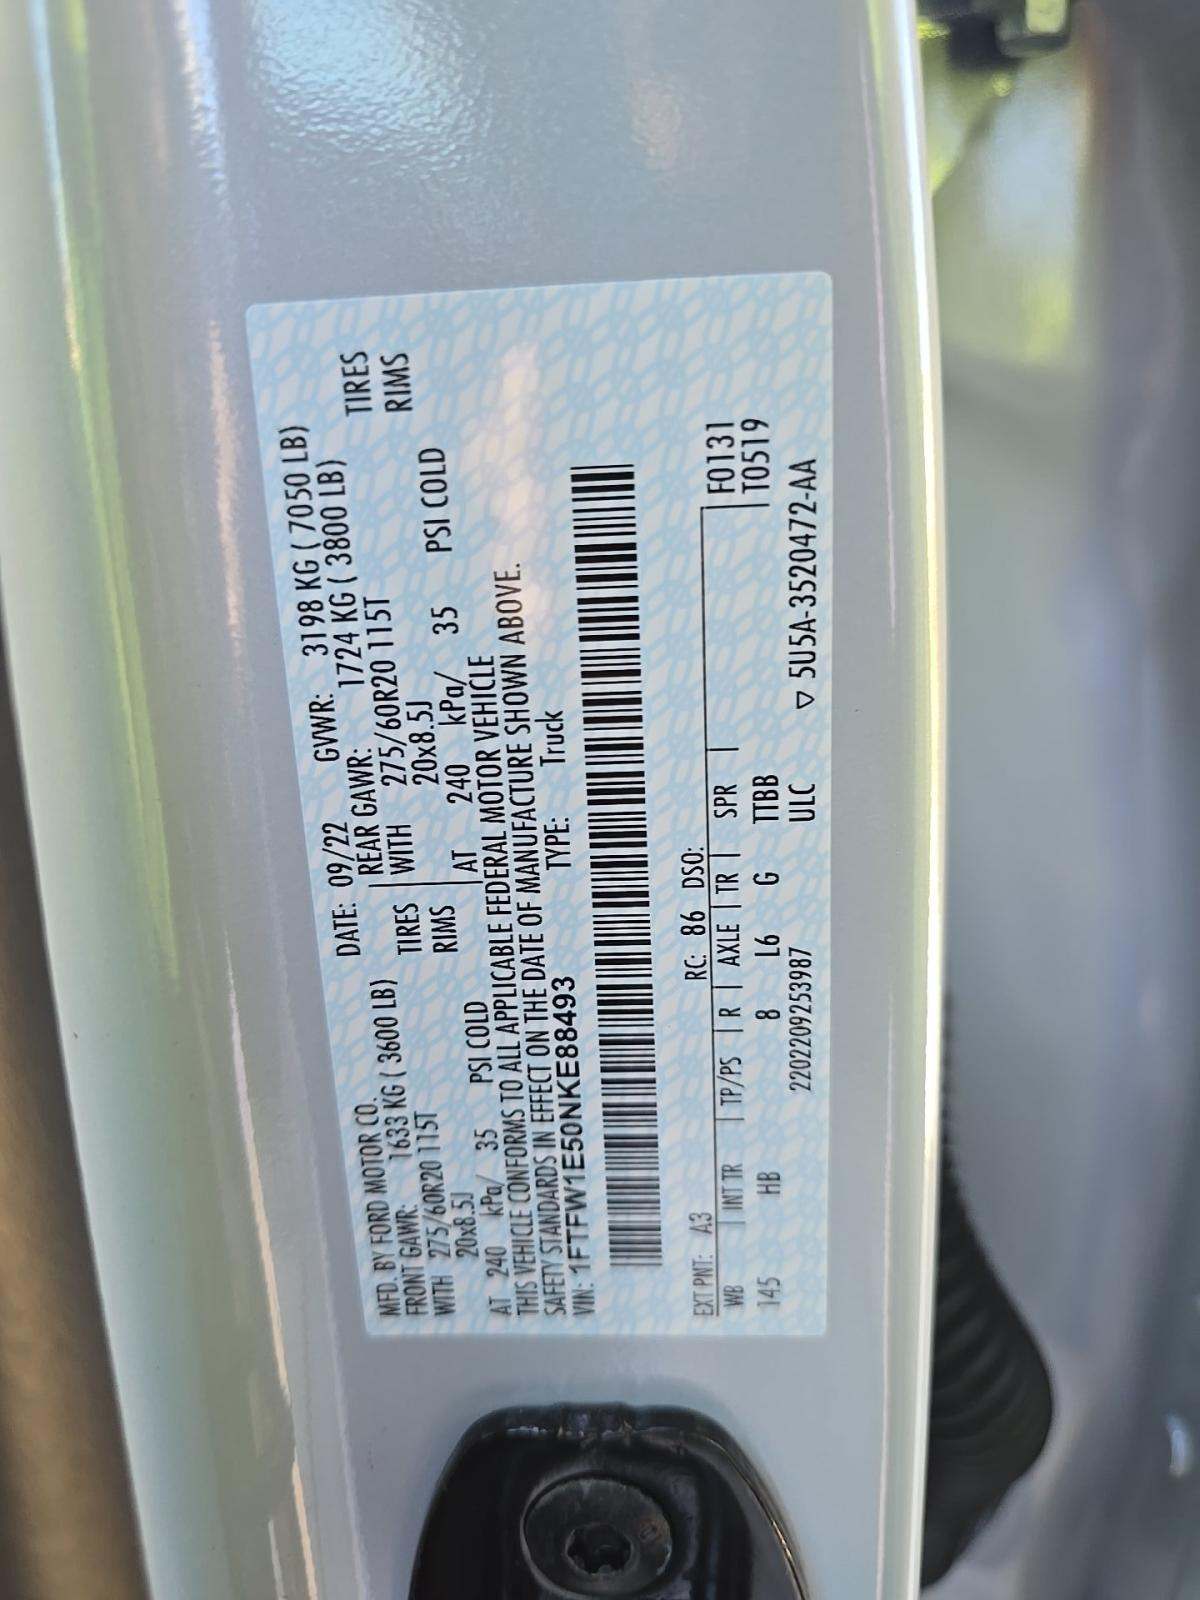 MFD. BY FORD MOTOR CO. DATE: 09/22 GVWR: 3198 KG ( 7050 LB)
FRONT GAWR: 1633 KG ( 3600 LB) REAR GAWR: 1724 KG ( 3800 LB)
WITH 275/60R20 115T TIRES WITH 275/60R20 115T TIRES
20x8.5J RIMS 20x8.5J RIMS
AT 240 kPa/ 35 PSI COLD AT 240 kPa/ 35 PSI COLD
THIS VEHICLE CONFORMS TO ALL APPLICABLE FEDERAL MOTOR VEHICLE
SAFETY STANDARDS IN EFFECT ON THE DATE OF MANUFACTURE SHOWN ABOVE.
VIN: 1FTFW1E50NKE88493 TYPE: Truck
EXT PNT: A3 RC: 86 DSO: F0131
WB INT TR TP/PS R AXLE TR SPR T0519
145 HB 8 L6 G TTBB
2202209253987 ULC ▽ 5U5A-3520472-AA